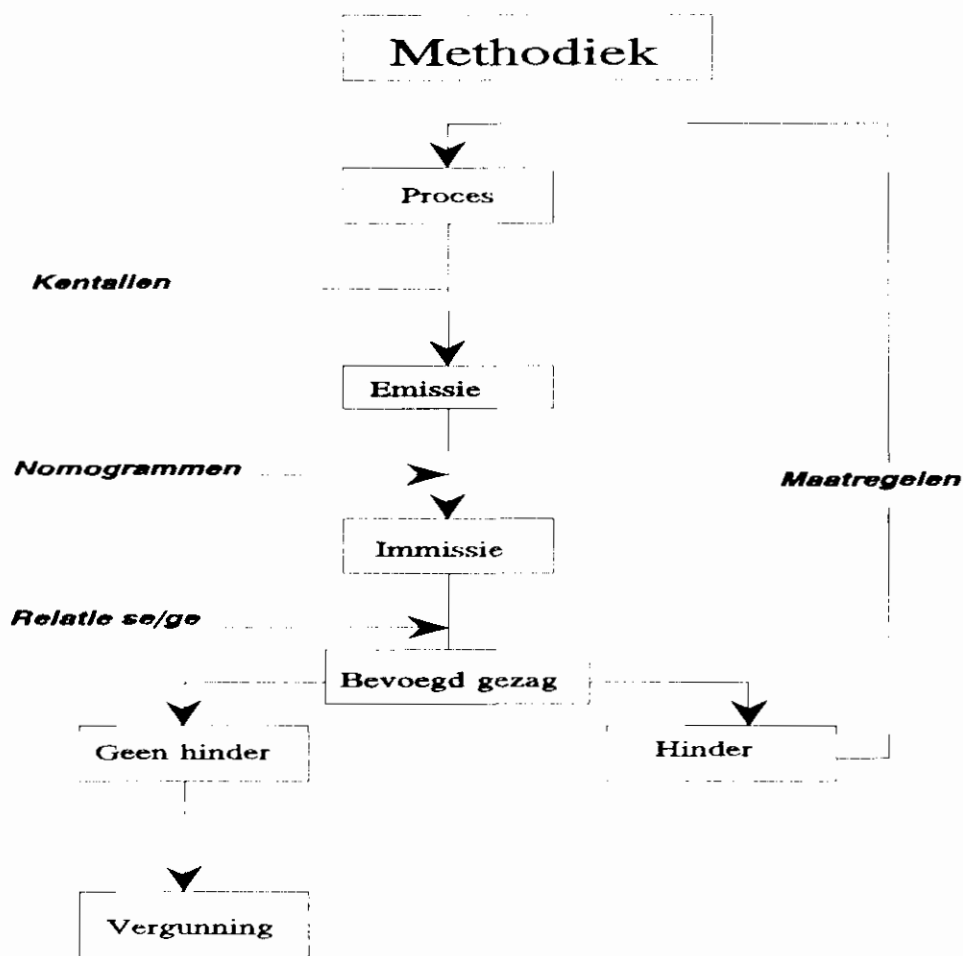 Methodiek
Proces
Kentallen
Emissie
Nomogrammen
Maatregelen
Immissie
Relatie se/ge
Bevoegd gezag
Geen hinder
Hinder
Vergunning